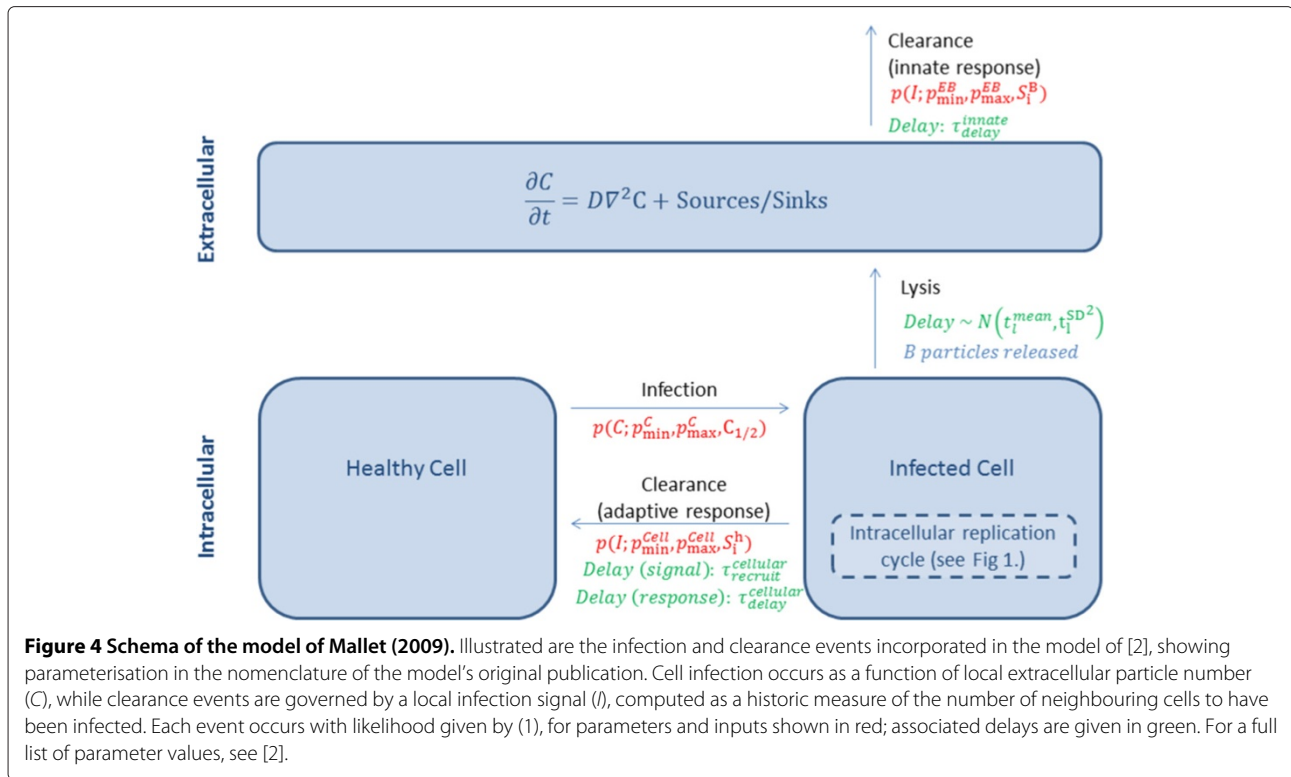 Clearance
(innate response)
p(I; p_min^EB, p_max^EB, S_i^B)
Delay: τ_delay^innate
Extracellular
∂C/∂t = D∇²C + Sources/Sinks
Lysis
Delay ~ N(t_l^mean, t_l^SD²)
B particles released
Intracellular
Healthy Cell
Infection
p(C; p_min^C, p_max^C, C_1/2)
Clearance
(adaptive response)
p(I; p_min^Cell, p_max^Cell, S_i^h)
Delay (signal): τ_recruit^cellular
Delay (response): τ_delay^cellular
Infected Cell
Intracellular replication
cycle (see Fig 1.)
Figure 4 Schema of the model of Mallet (2009). Illustrated are the infection and clearance events incorporated in the model of [2], showing
parameterisation in the nomenclature of the model's original publication. Cell infection occurs as a function of local extracellular particle number
(C), while clearance events are governed by a local infection signal (I), computed as a historic measure of the number of neighbouring cells to have
been infected. Each event occurs with likelihood given by (1), for parameters and inputs shown in red; associated delays are given in green. For a full
list of parameter values, see [2].